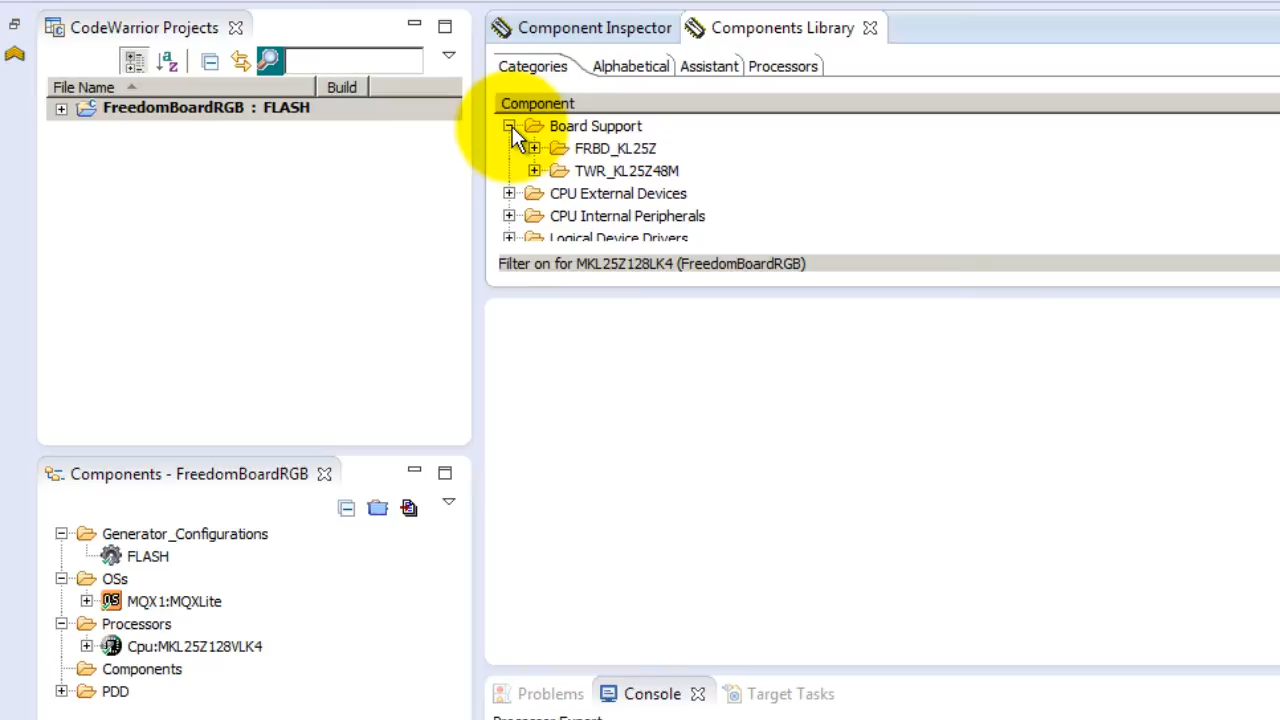 CodeWarrior Projects
File Name
Build
FreedomBoardRGB : FLASH
Component Inspector
Components Library
Categories
Alphabetical
Assistant
Processors
Component
Board Support
FRBD_KL25Z
TWR_KL25Z48M
CPU External Devices
CPU Internal Peripherals
Logical Device Drivers
Filter on for MKL25Z128LK4 (FreedomBoardRGB)
Components - FreedomBoardRGB
Generator_Configurations
FLASH
OSs
MQX1:MQXLite
Processors
Cpu:MKL25Z128VLK4
Components
PDD
Problems
Console
Target Tasks
Processor Expert